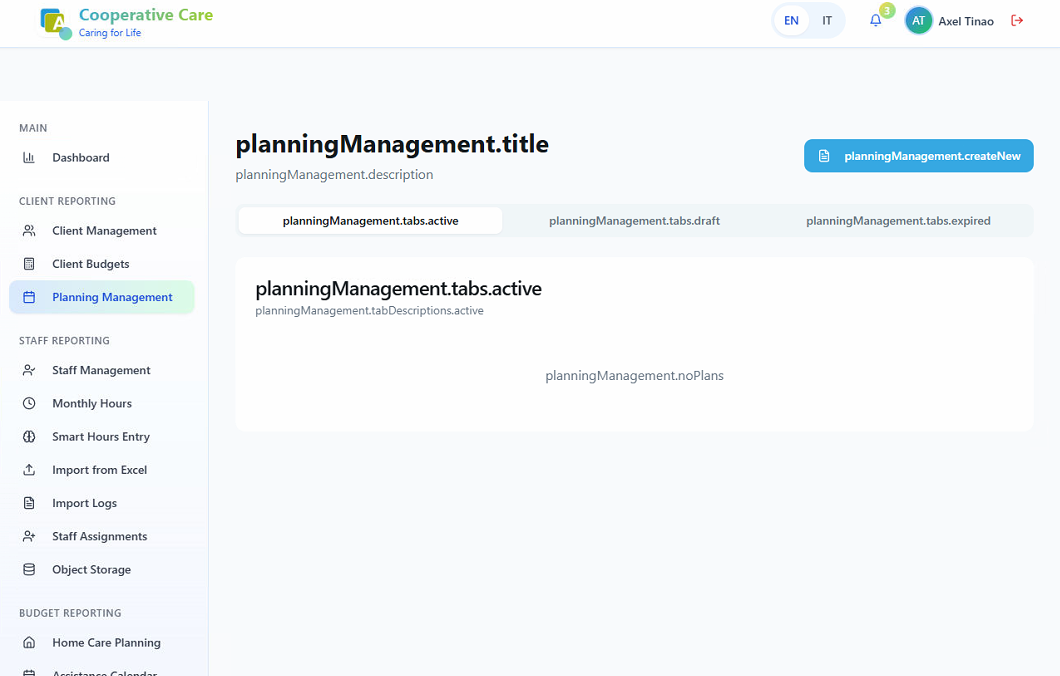 Cooperative Care
Caring for Life
EN IT
3
AT Axel Tinao
MAIN
Dashboard
CLIENT REPORTING
Client Management
Client Budgets
Planning Management
STAFF REPORTING
Staff Management
Monthly Hours
Smart Hours Entry
Import from Excel
Import Logs
Staff Assignments
Object Storage
BUDGET REPORTING
Home Care Planning
Assistance Calendar
planningManagement.title
planningManagement.description
planningManagement.createNew
planningManagement.tabs.active planningManagement.tabs.draft planningManagement.tabs.expired
planningManagement.tabs.active
planningManagement.tabDescriptions.active
planningManagement.noPlans